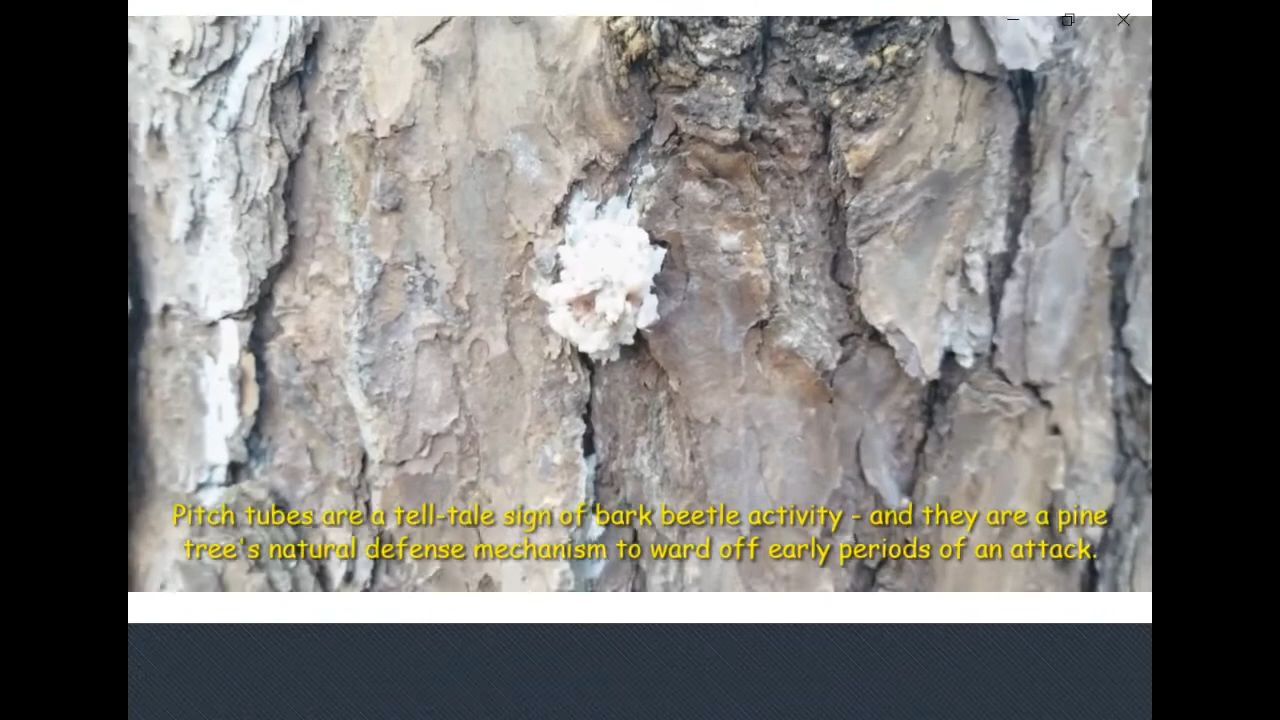 Pitch tubes are a tell-tale sign of bark beetle activity - and they are a pine
tree's natural defense mechanism to ward off early periods of an attack.